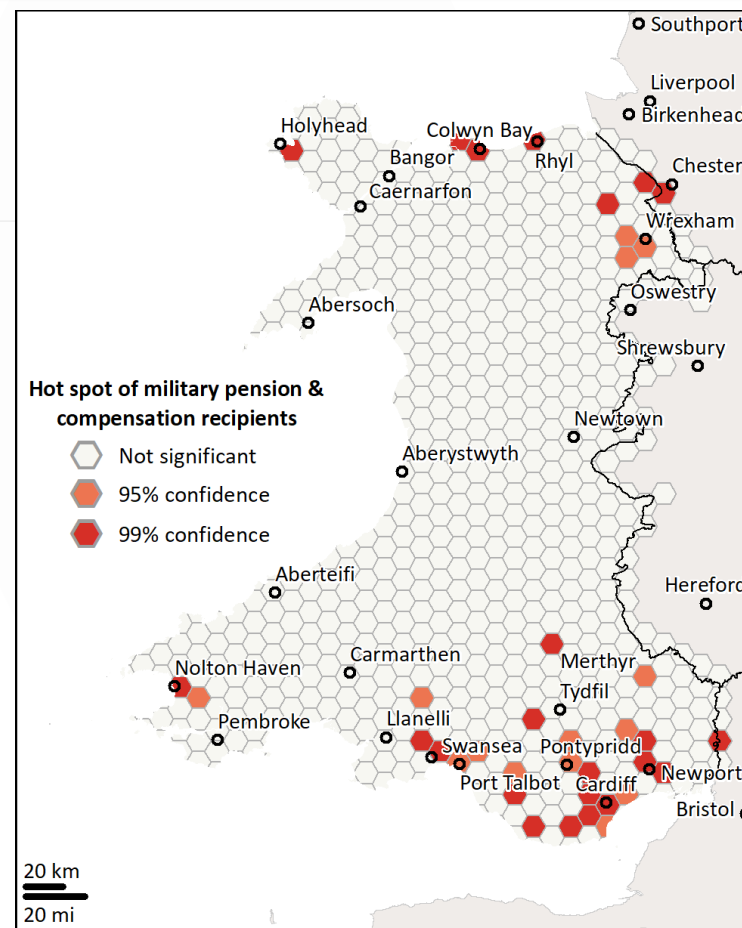 Southport
Liverpool
Birkenhead
Holyhead
Colwyn Bay
Bangor
Rhyl
Chester
Caernarfon
Wrexham
Oswestry
Abersoch
Shrewsbury
Hot spot of military pension &
compensation recipients
Not significant
95% confidence
99% confidence
Newtown
Aberystwyth
Aberteifi
Hereford
Carmarthen
Merthyr
Tydfil
Nolton Haven
Pembroke
Llanelli
Swansea
Pontypridd
Port Talbot
Cardiff
Newport
Bristol
20 km
20 mi